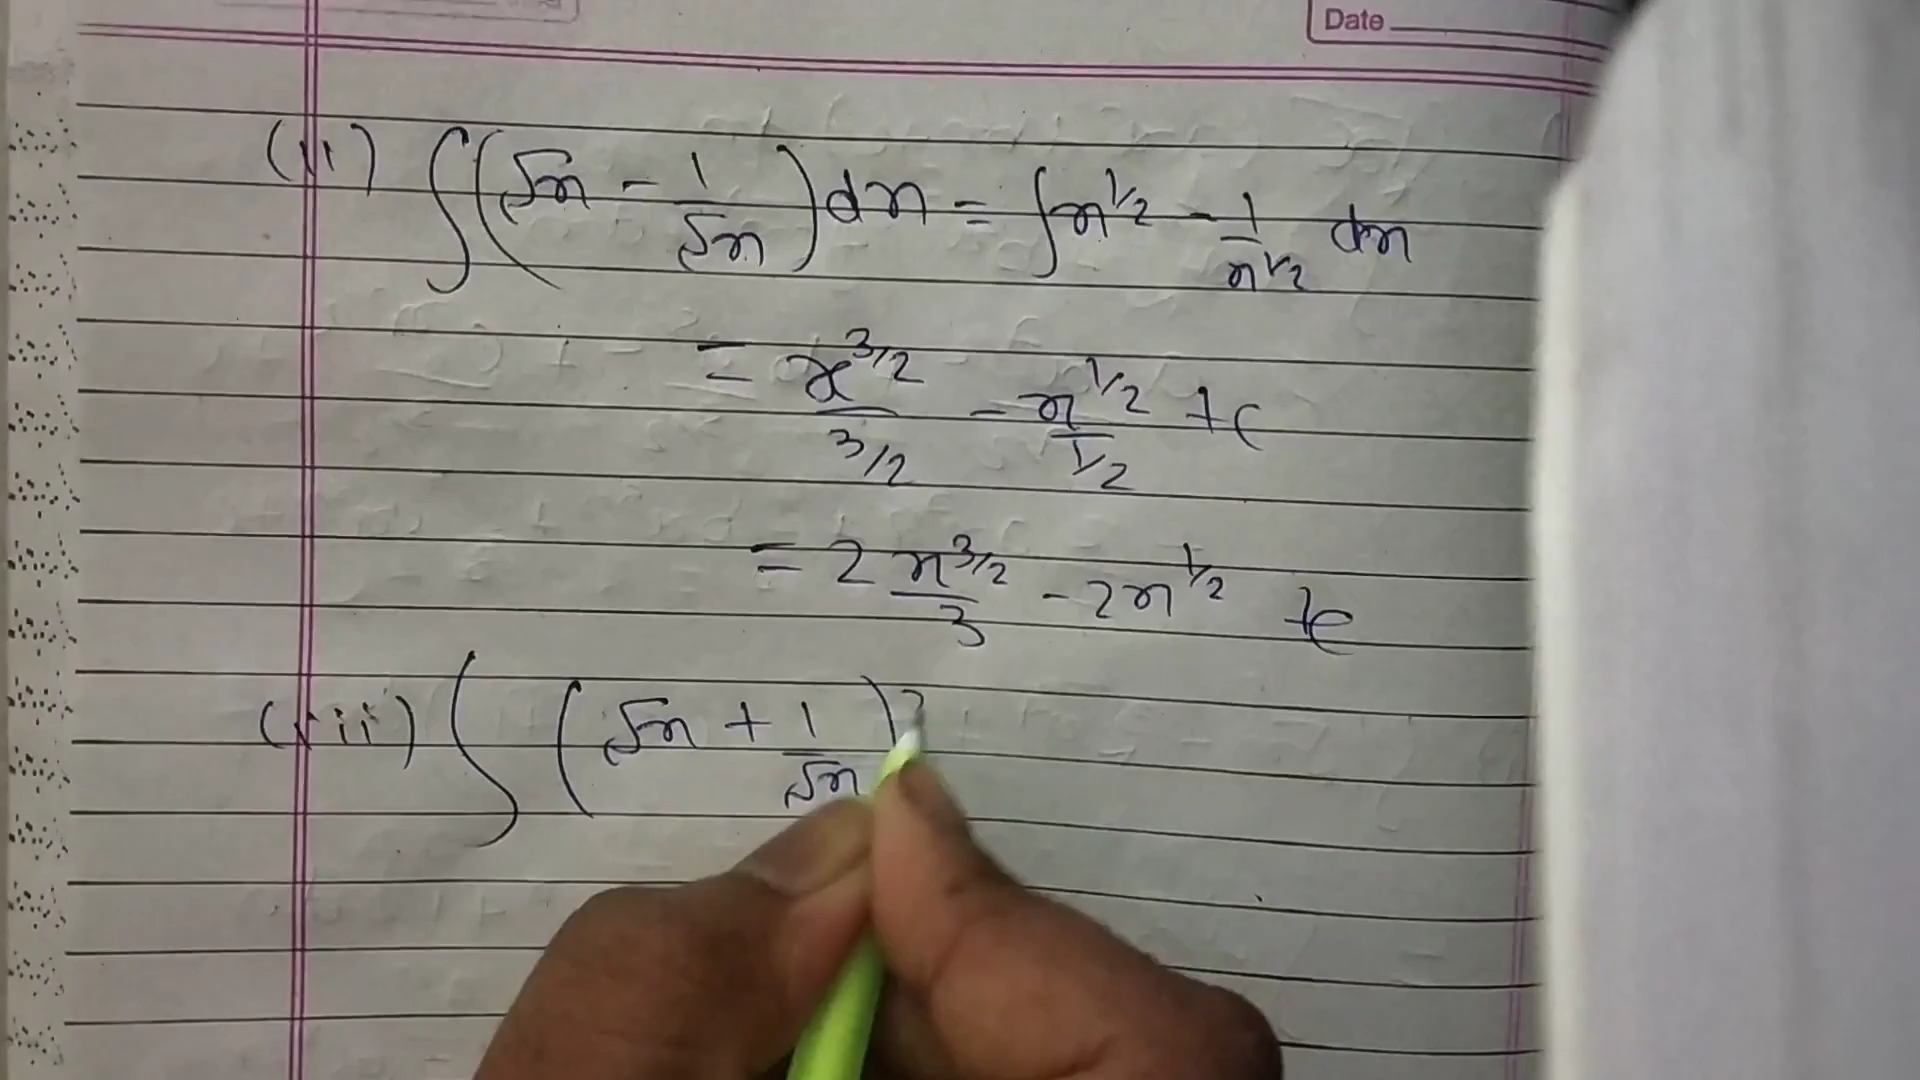 Date
(ii) ∫(√x - 1/√x)dx = ∫x^1/2 - 1/x^1/2 dx
= x^3/2 / 3/2 - x^1/2 / 1/2 + c
= 2 x^3/2 / 3 - 2x^1/2 + c
(iii) ∫(√x + 1/√x)